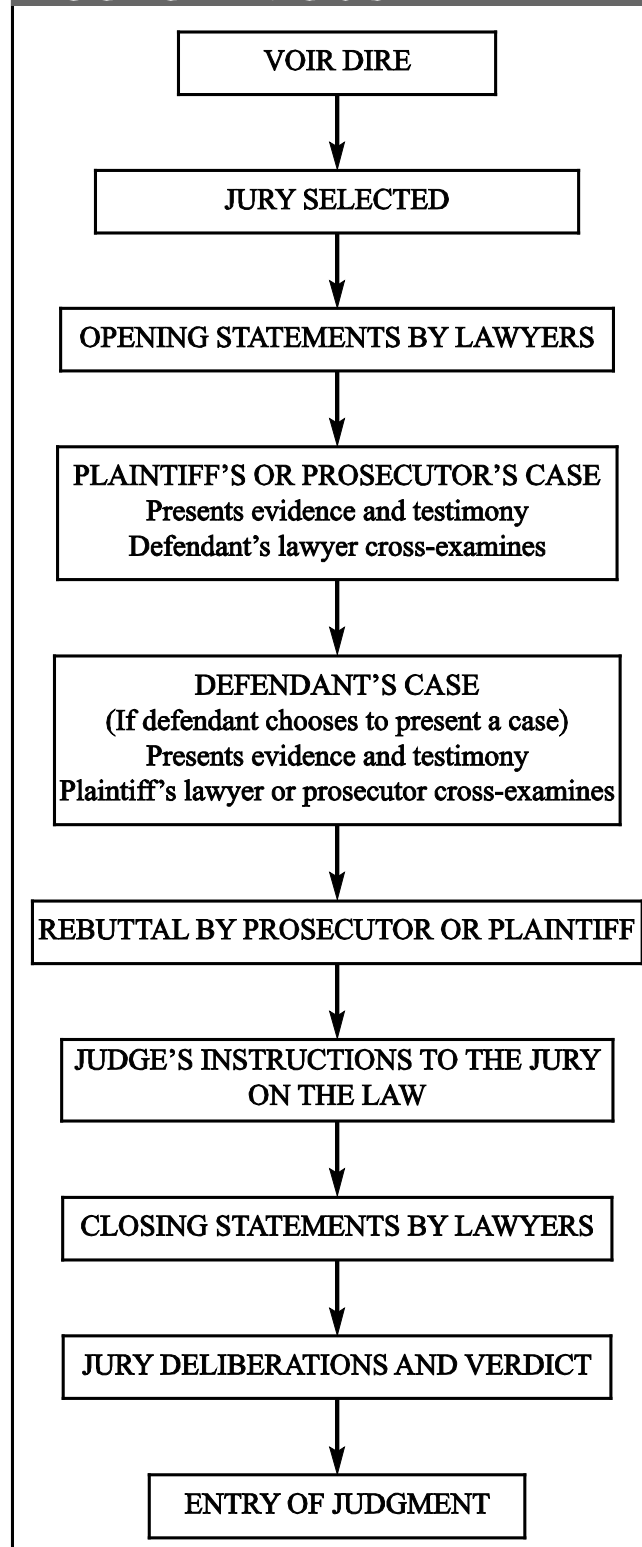 VOIR DIRE
JURY SELECTED
OPENING STATEMENTS BY LAWYERS
PLAINTIFF’S OR PROSECUTOR’S CASE
Presents evidence and testimony
Defendant’s lawyer cross-examines
DEFENDANT’S CASE
(If defendant chooses to present a case)
Presents evidence and testimony
Plaintiff’s lawyer or prosecutor cross-examines
REBUTTAL BY PROSECUTOR OR PLAINTIFF
JUDGE’S INSTRUCTIONS TO THE JURY
ON THE LAW
CLOSING STATEMENTS BY LAWYERS
JURY DELIBERATIONS AND VERDICT
ENTRY OF JUDGMENT